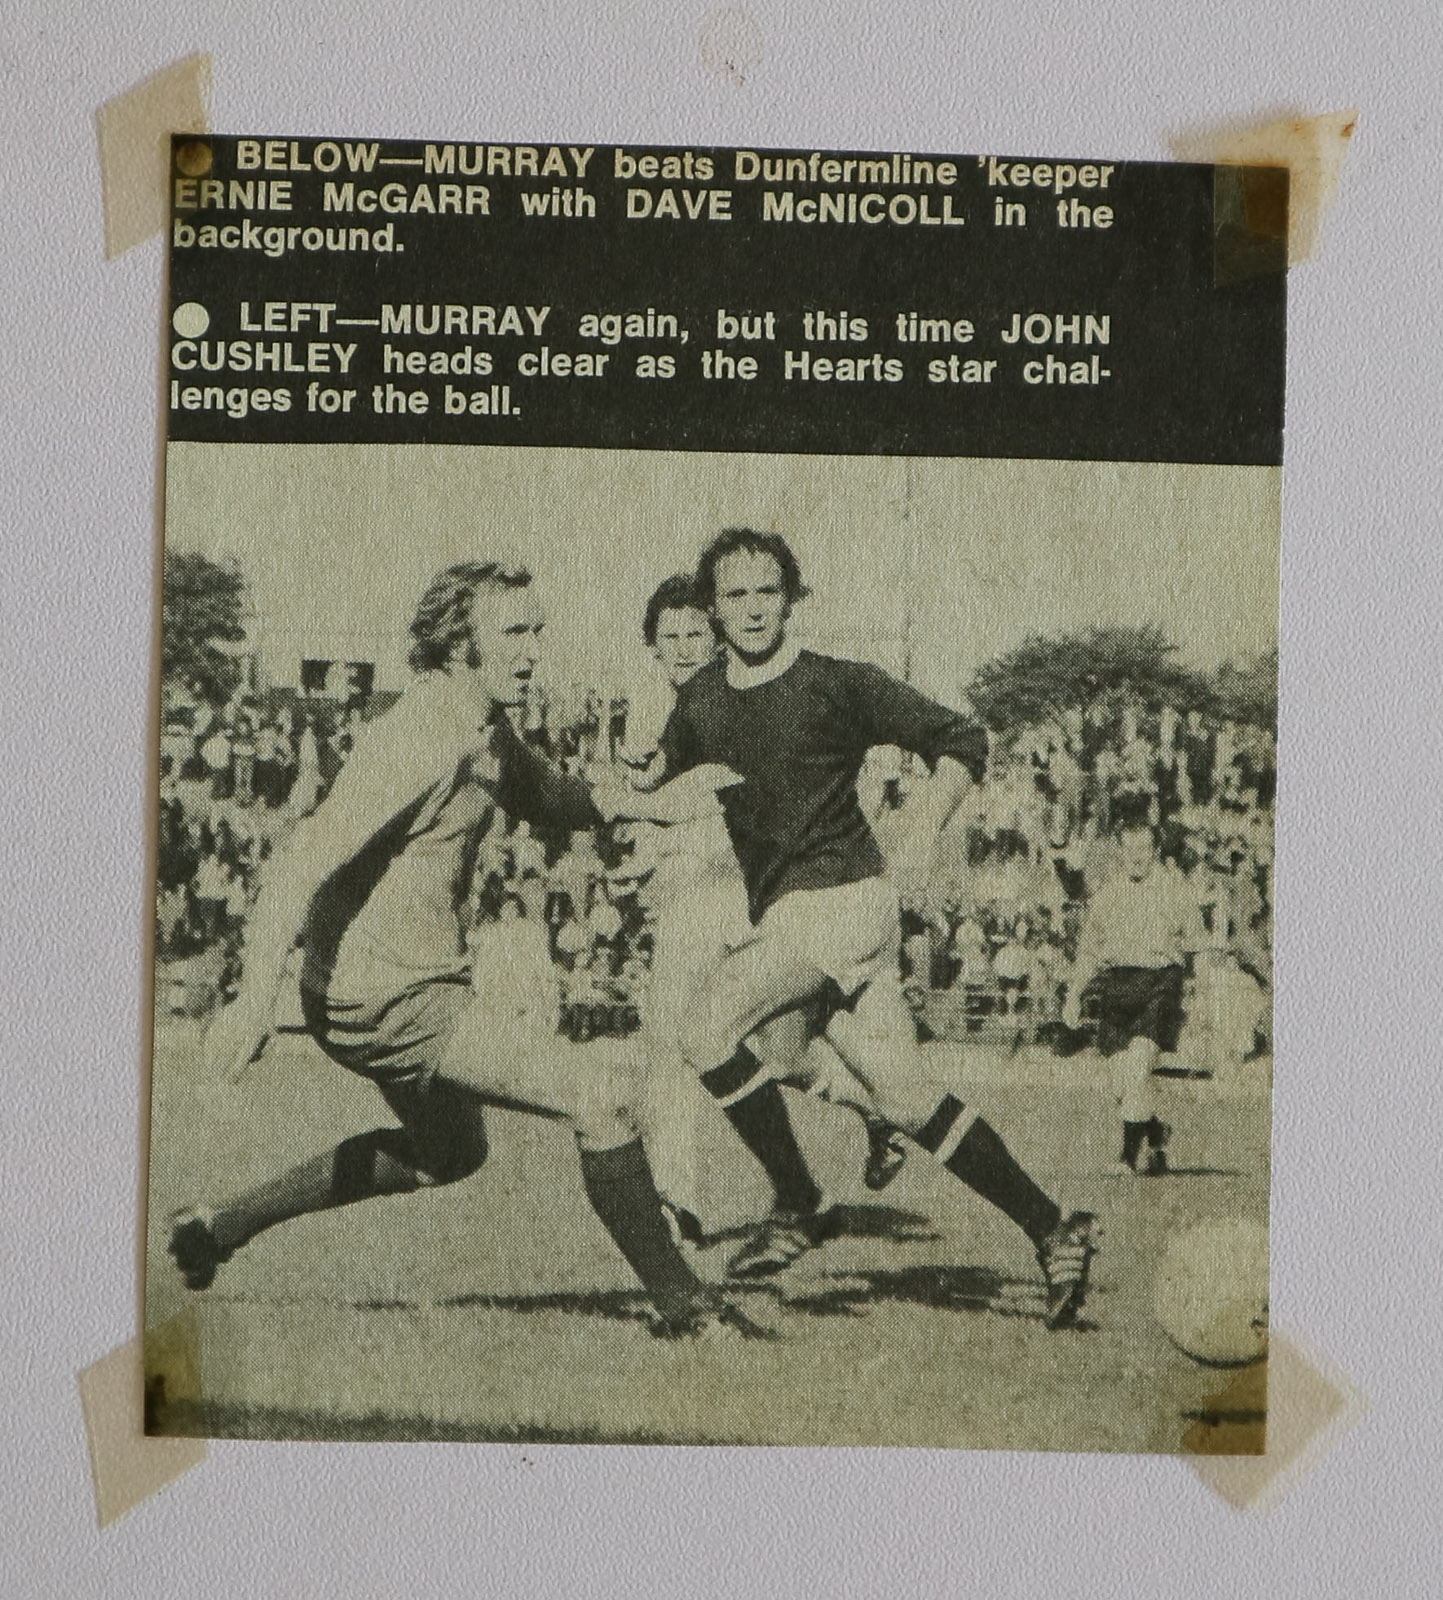 ● BELOW—MURRAY beats Dunfermline 'keeper
ERNIE McGARR with DAVE McNICOLL in the
background.
● LEFT—MURRAY again, but this time JOHN
CUSHLEY heads clear as the Hearts star chal-
lenges for the ball.